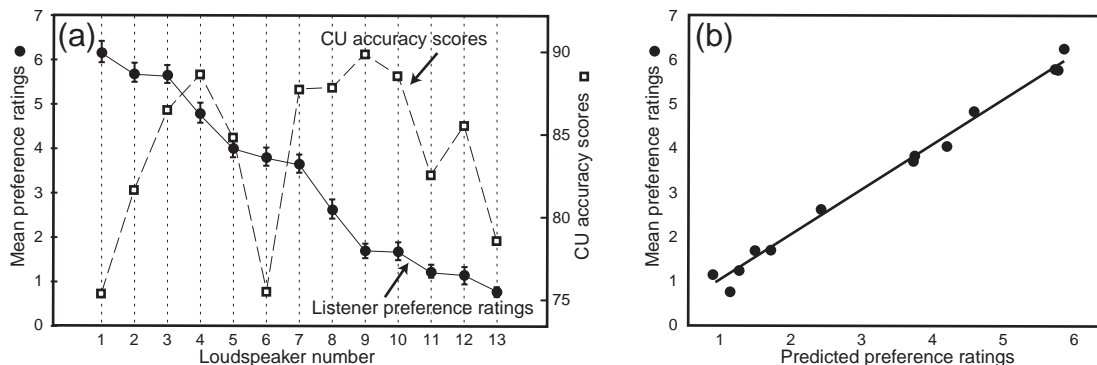 (a)
CU accuracy scores
Listener preference ratings
Mean preference ratings
7
6
5
4
3
2
1
0
90
85
80
75
CU accuracy scores
1 2 3 4 5 6 7 8 9 10 11 12 13
Loudspeaker number
(b)
Mean preference ratings
7
6
5
4
3
2
1
0
1 2 3 4 5 6
Predicted preference ratings